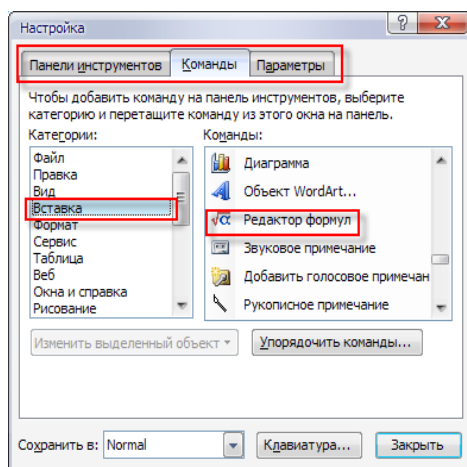 Настройка
Панели инструментов Команды Параметры
Чтобы добавить команду на панель инструментов, выберите
категорию и перетащите команду из этого окна на панель.
Категории:
Файл
Правка
Вид
Вставка
Формат
Сервис
Таблица
Веб
Окна и справка
Рисование
Команды:
Диаграмма
Объект WordArt...
√α Редактор формул
Звуковое примечание
Добавить голосовое примечан
Рукописное примечание
Изменить выделенный объект
Упорядочить команды...
Сохранить в: Normal
Клавиатура...
Закрыть